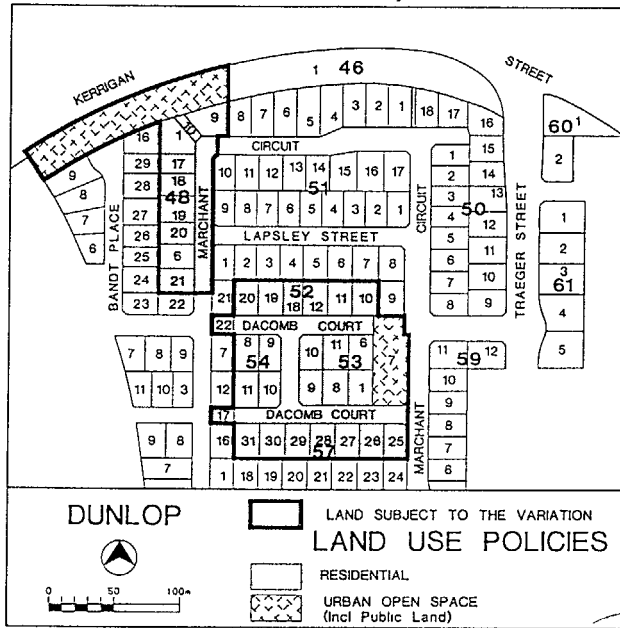 STREET
KERRIGAN
1 46
9 8 7 6 5 4 3 2 1 18 17 16
60 1
16 1 10
CIRCUIT
15
2
9
29 17
10 11 12 13 14 15 16 17
1
8
28 18
48
51
2 14
7
27 19
9 8 7 6 5 4 3 2 1
3 13
50
1
6
26 20
4 12
2
BANDT PLACE
MARCHANT
LAPSLEY STREET
CIRCUIT
TRAEGER STREET
25 6
5 11
3
61
24 21
1 2 3 4 5 6 7 8
6 10
7
4
23 22
21 20 19 18 12 11 10 9
52
8 9
22 DACOMB COURT
5
7 8 9
7 8 9
10 11 6
7
11 12
59
54
53
10
11 10 3
12 11 10
9 8 1
9
17 DACOMB COURT
8
9 8
16 31 30 29 28 27 26 25
57
7
7
MARCHANT
6
1 18 19 20 21 22 23 24
DUNLOP
LAND SUBJECT TO THE VARIATION
LAND USE POLICIES
RESIDENTIAL
0 50 100m
URBAN OPEN SPACE
(Incl Public Land)